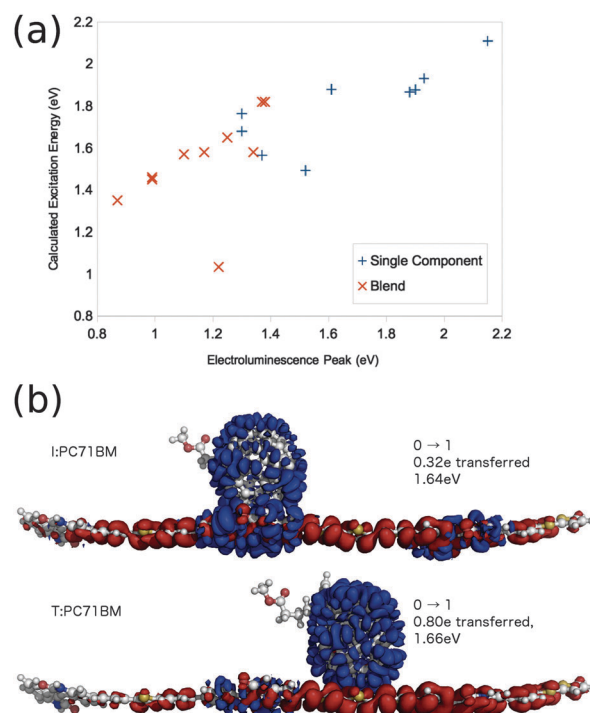 (a)
Calculated Excitation Energy (eV)
2.2
2
1.8
1.6
1.4
1.2
1
0.8
+ Single Component
× Blend
0.8 1 1.2 1.4 1.6 1.8 2 2.2
Electroluminescence Peak (eV)
(b)
I:PC71BM
0 → 1
0.32e transferred
1.64eV
T:PC71BM
0 → 1
0.80e transferred,
1.66eV